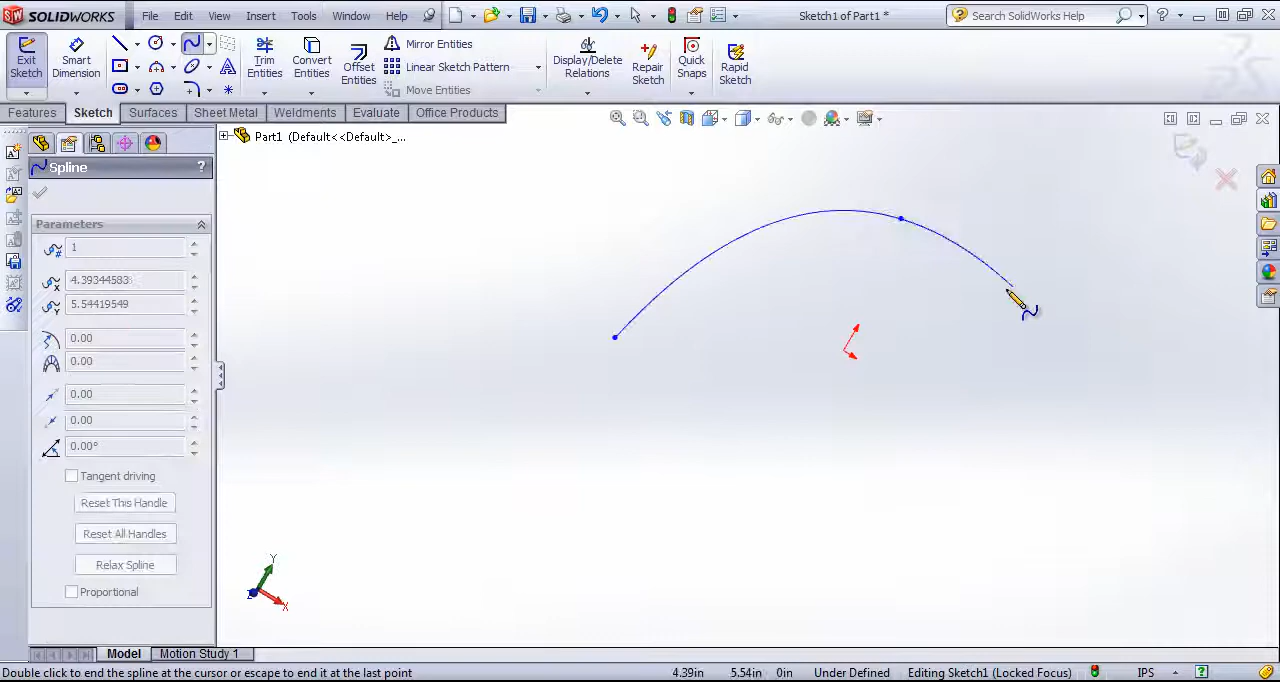 SOLIDWORKS File Edit View Insert Tools Window Help Sketch1 of Part1 * Search SolidWorks Help
Exit Sketch
Smart Dimension
Trim Entities
Convert Entities
Offset Entities
Mirror Entities
Linear Sketch Pattern
Move Entities
Display/Delete Relations
Repair Sketch
Quick Snaps
Rapid Sketch
Features Sketch Surfaces Sheet Metal Weldments Evaluate Office Products
Part1 (Default<<Default>_...
Spline ?
Parameters
1
4.39344583
5.54419549
0.00
0.00
0.00
0.00
0.00°
Tangent driving
Reset This Handle
Reset All Handles
Relax Spline
Proportional
Y
Z
X
Model Motion Study 1
Double click to end the spline at the cursor or escape to end it at the last point 4.39in 5.54in 0in Under Defined Editing Sketch1 (Locked Focus) IPS